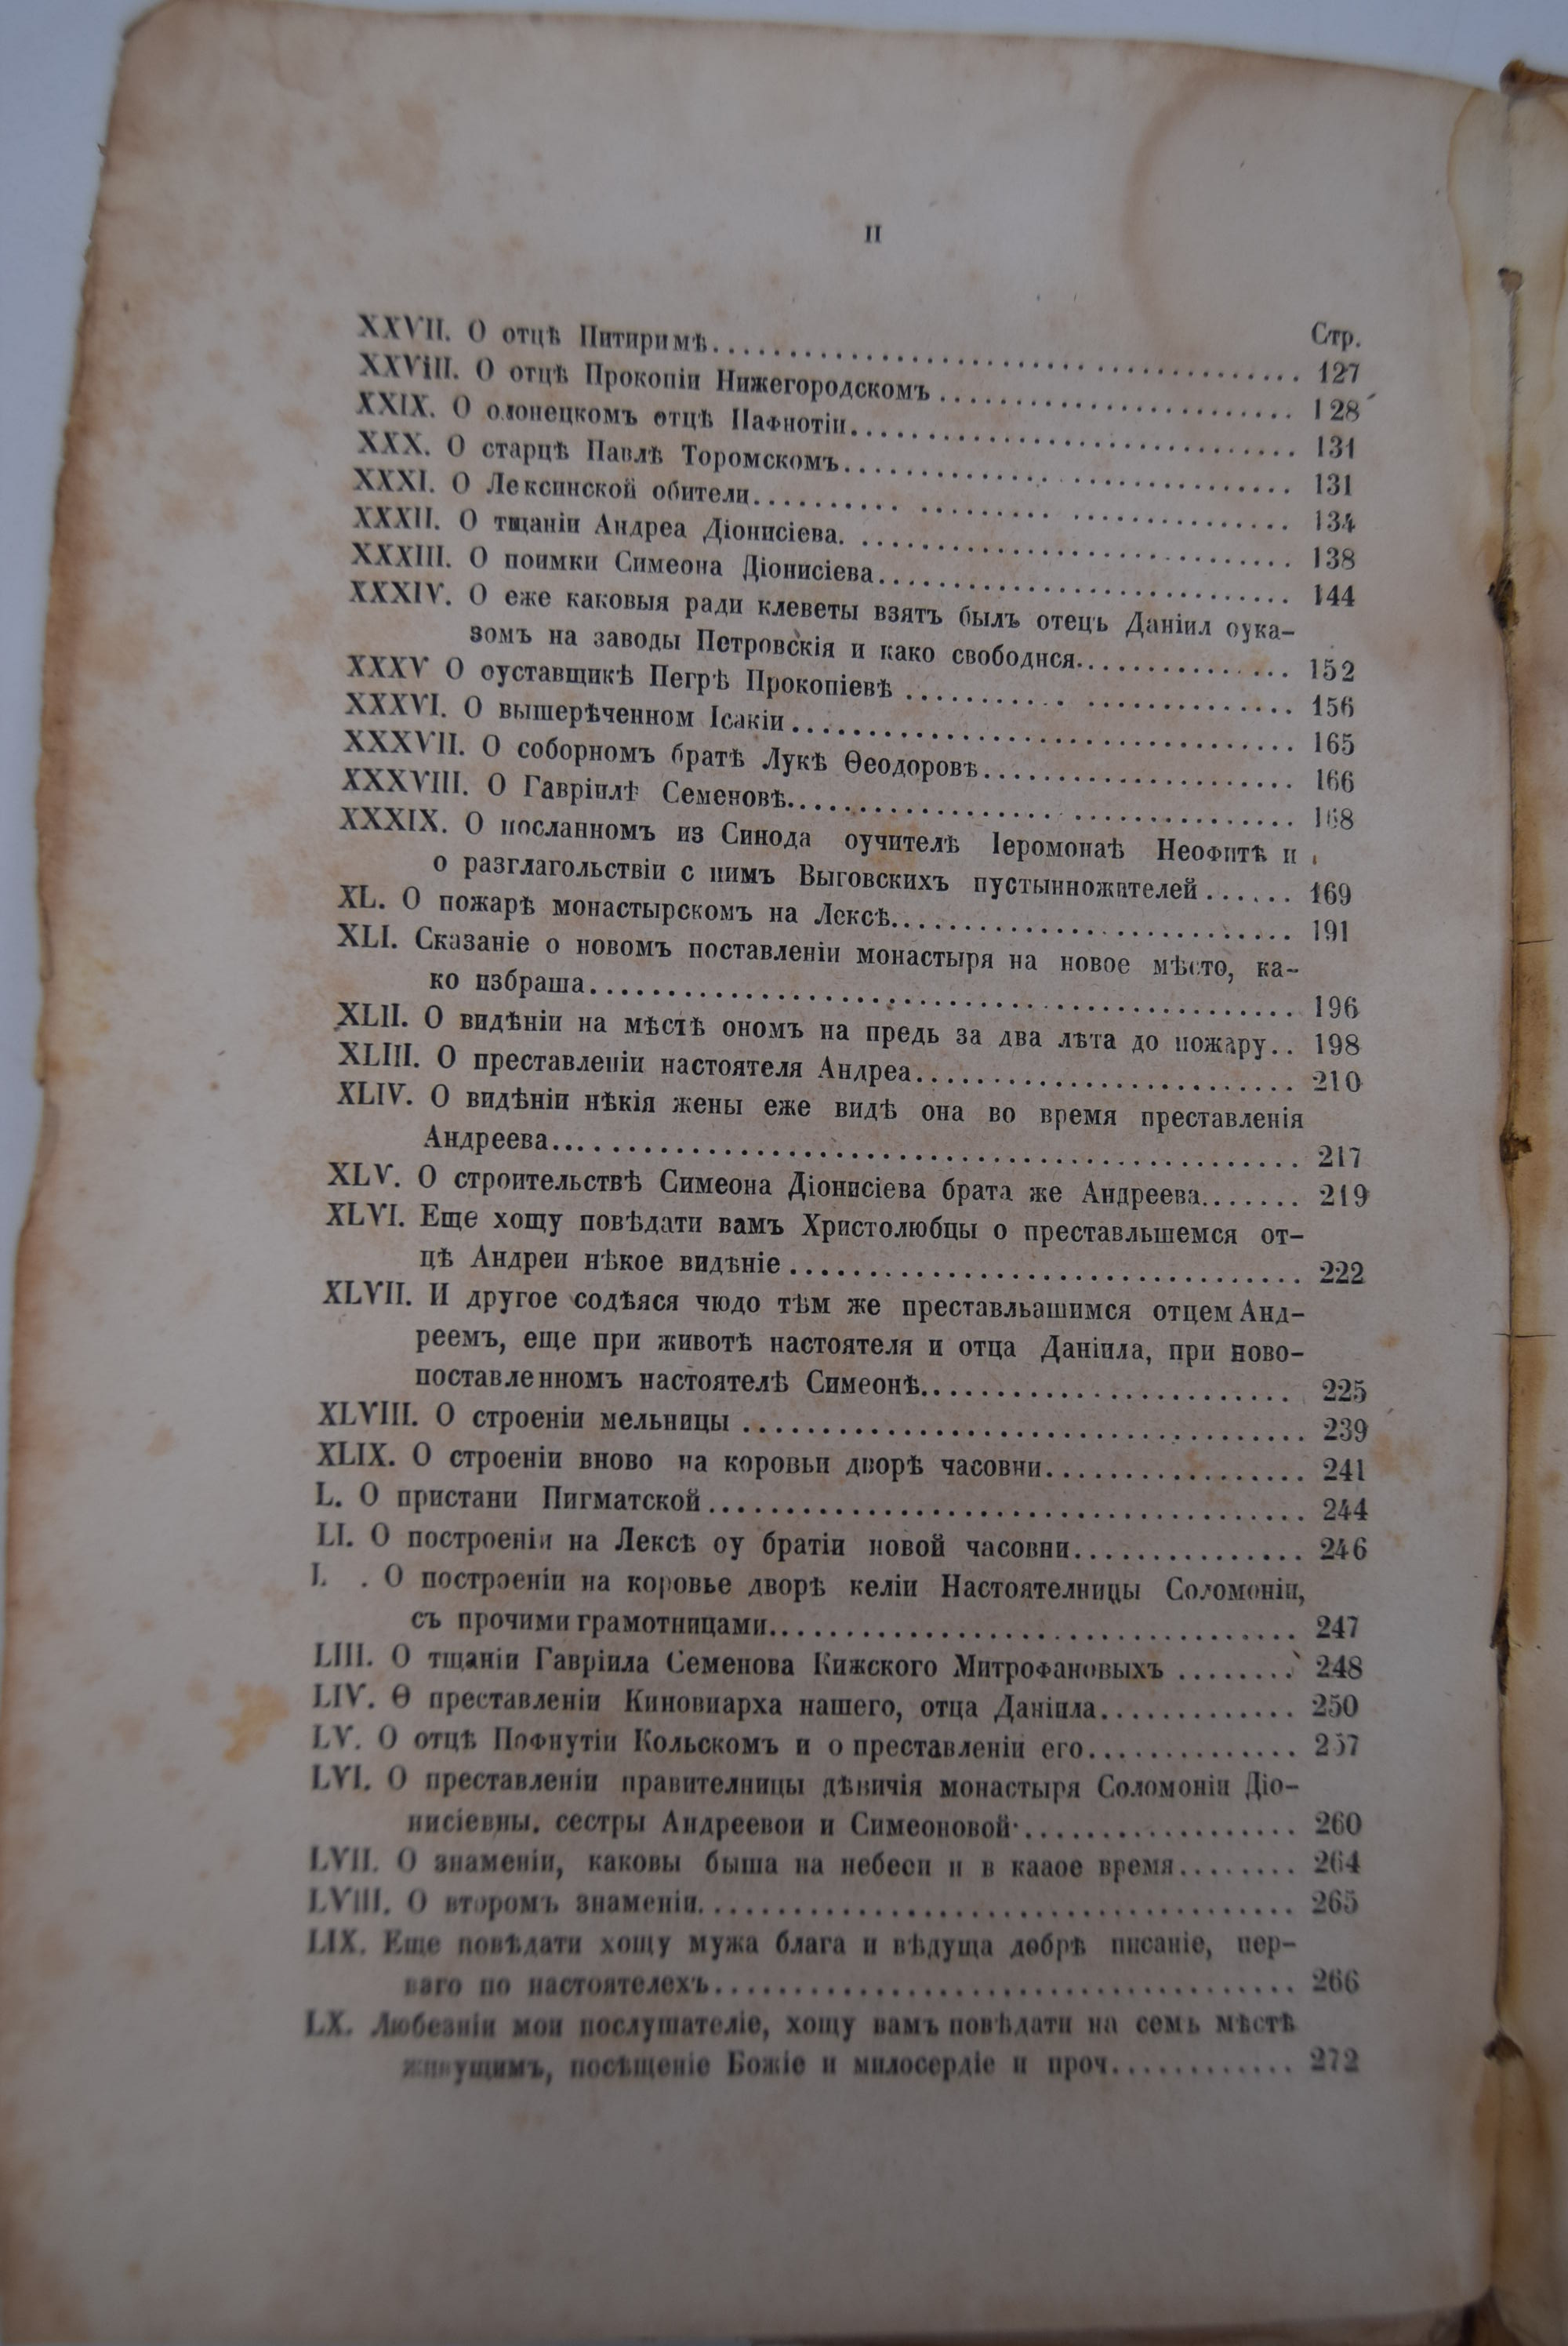 II
Стр.
XXVII. О отцѣ Питиримѣ........................................ 127
XXVIII. О отцѣ Прокопіи Нижегородскомъ ........................ 128
XXIX. О олонецкомъ отцѣ Пафнотіи............................. 131
XXX. О старцѣ Павлѣ Торомскомъ............................. 131
XXXI. О Лексинской обители.................................. 134
XXXII. О тщаніи Андреа Діонисіева. ........................... 138
XXXIII. О поимки Симеона Діонисіева........................... 144
XXXIV. О еже каковыя ради клеветы взятъ былъ отецъ Даніил оука-
зомъ на заводы Петровскія и како свободися............... 152
XXXV О оуставщикѣ Пегрѣ Прокопіевѣ ........................ 156
XXXVI. О вышерѣченном Ісакіи ................................ 165
XXXVII. О соборномъ братѣ Лукѣ Ѳеодоровѣ..................... 166
XXXVIII. О Гавріилѣ Семеновѣ................................. 168
XXXIX. О посланномъ из Синода оучителѣ Іеромонаѣ Неофитѣ и
о разглагольствіи с нимъ Выговскихъ пустынножителей ...... 169
XL. О пожарѣ монастырскомъ на Лексѣ.......................... 191
XLI. Сказаніе о новомъ поставленіи монастыря на новое мѣсто, ка-
ко избраша............................................. 196
XLII. О видѣніи на мѣстѣ ономъ на предь за два лѣта до пожару.. 198
XLIII. О преставленіи настоятеля Андреа........................ 210
XLIV. О видѣніи нѣкія жены еже видѣ она во время преставленія
Андреева............................................... 217
XLV. О строительствѣ Симеона Діонисіева брата же Андреева....... 219
XLVI. Еще хощу повѣдати вамъ Христолюбцы о преставльшемся от-
цѣ Андреи нѣкое видѣніе ................................. 222
XLVII. И другое содѣяся чюдо тѣм же преставльашимся отцем Анд-
реемъ, еще при животѣ настоятеля и отца Даніила, при ново-
поставленномъ настоятелѣ Симеонѣ........................ 225
XLVIII. О строеніи мельницы .................................... 239
XLIX. О строеніи вново на коровьи дворѣ часовни................. 241
L. О пристани Пигматской ...................................... 244
LI. О построеніи на Лексѣ оу братіи новой часовни............... 246
L . О построеніи на коровье дворѣ келіи Настоятелницы Соломоніи,
съ прочими грамотницами................................. 247
LIII. О тщаніи Гавріила Семенова Кижского Митрофановыхъ ........ 248
LIV. Ѳ преставленіи Киновиарха нашего, отца Даніила............. 250
LV. О отцѣ Пофнутіи Кольскомъ и о преставленіи его.............. 257
LVI. О преставленіи правителницы дѣвичія монастыря Соломоніи Діо-
нисіевны. сестры Андреевои и Симеоновой................... 260
LVII. О знаменіи, каковы быша на небеси и в кааое время........ 264
LVIII. О второмъ знаменіи...................................... 265
LIX. Еще повѣдати хощу мужа блага и вѣдуща добрѣ писаніе, пер-
ваго по настоятелехъ..................................... 266
LX. Любезніи мои послушателіе, хощу вамъ повѣдати на семь мѣстѣ
живущимъ, посѣщеніе Божіе и милосердіе и проч............ 272